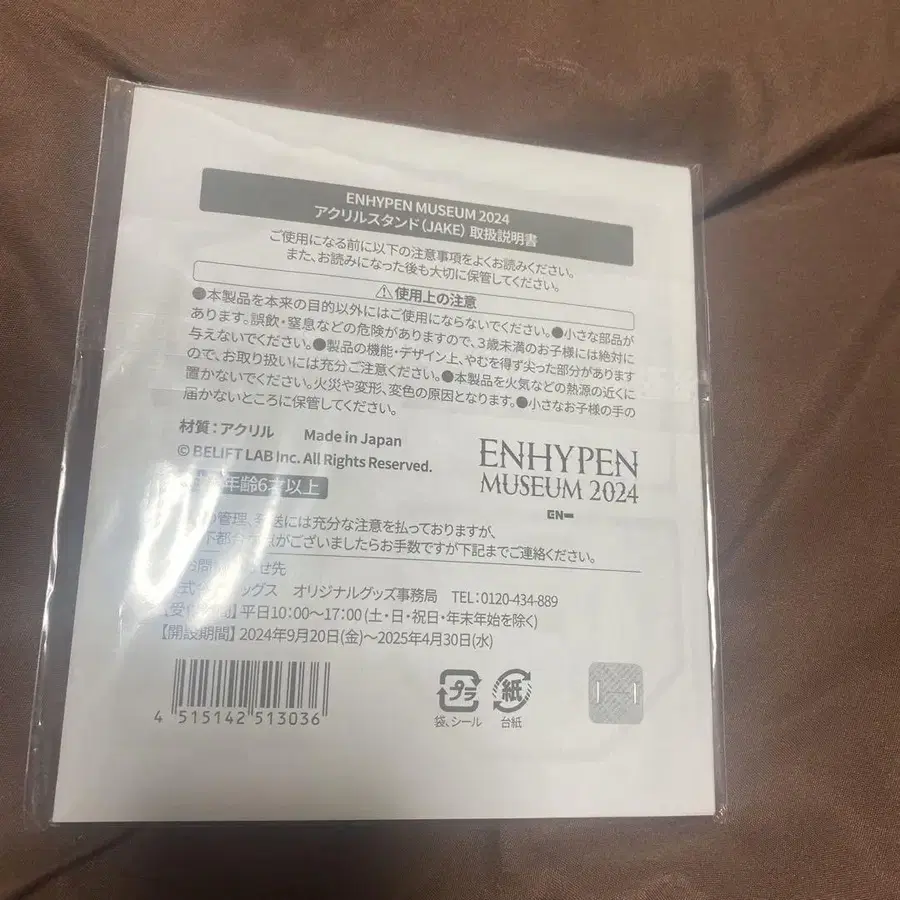 ENHYPEN MUSEUM 2024
アクリルスタンド(JAKE) 取扱説明書
ご使用になる前に以下の注意事項をよくお読みください。
また、お読みになった後も大切に保管してください。
⚠使用上の注意
●本製品を本来の目的以外にはご使用にならないでください。●小さな部品が
あります。誤飲・窒息などの危険がありますので、3歳未満のお子様には絶対に
与えないでください。●製品の機能・デザイン上、やむを得ず尖った部分があります
ので、お取り扱いには充分ご注意ください。●本製品を火気などの熱源の近くに
置かないでください。火災や変形、変色の原因となります。●小さなお子様の手の
届かないところに保管してください。
材質：アクリル Made in Japan
© BELIFT LAB Inc. All Rights Reserved.
年齢6才以上
ENHYPEN
MUSEUM 2024
EN-
管理、発送には充分な注意を払っておりますが、
がございましたらお手数ですが下記までご連絡ください。
せ先
ッグス オリジナルグッズ事務局 TEL：0120-434-889
平日10：00～17：00 (土・日・祝日・年末年始を除く)
【開設期間】 2024年9月20日(金)～2025年4月30日(水)
4 515142 513036
プラ
袋、シール
紙
台紙